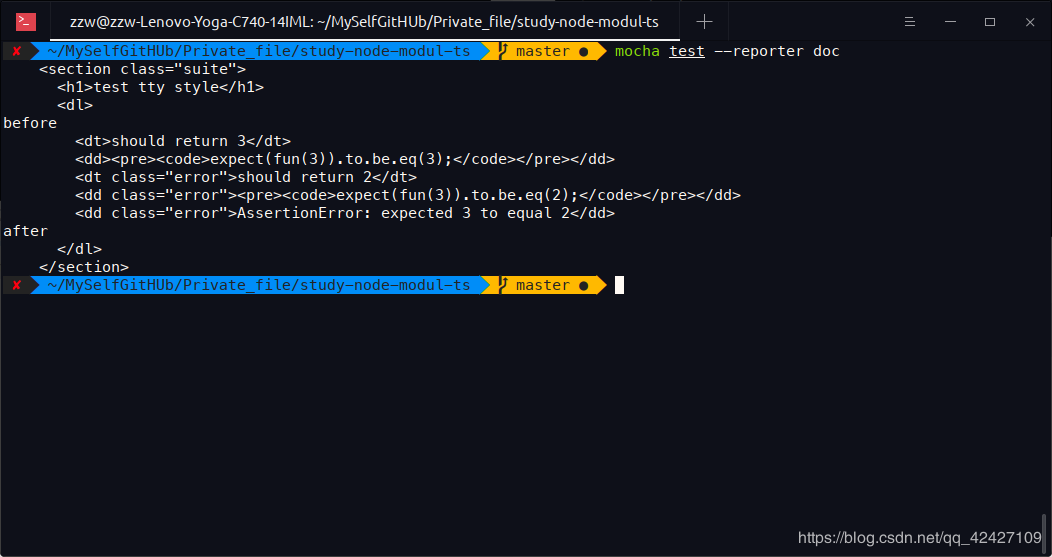 zzw@zzw-Lenovo-Yoga-C740-14IML: ~/MySelfGitHUb/Private_file/study-node-modul-ts
✘ ~/MySelfGitHUb/Private_file/study-node-modul-ts master ● mocha test --reporter doc
    <section class="suite">
      <h1>test tty style</h1>
      <dl>
before
        <dt>should return 3</dt>
        <dd><pre><code>expect(fun(3)).to.be.eq(3);</code></pre></dd>
        <dt class="error">should return 2</dt>
        <dd class="error"><pre><code>expect(fun(3)).to.be.eq(2);</code></pre></dd>
        <dd class="error">AssertionError: expected 3 to equal 2</dd>
after
      </dl>
    </section>
✘ ~/MySelfGitHUb/Private_file/study-node-modul-ts master ●
https://blog.csdn.net/qq_42427109